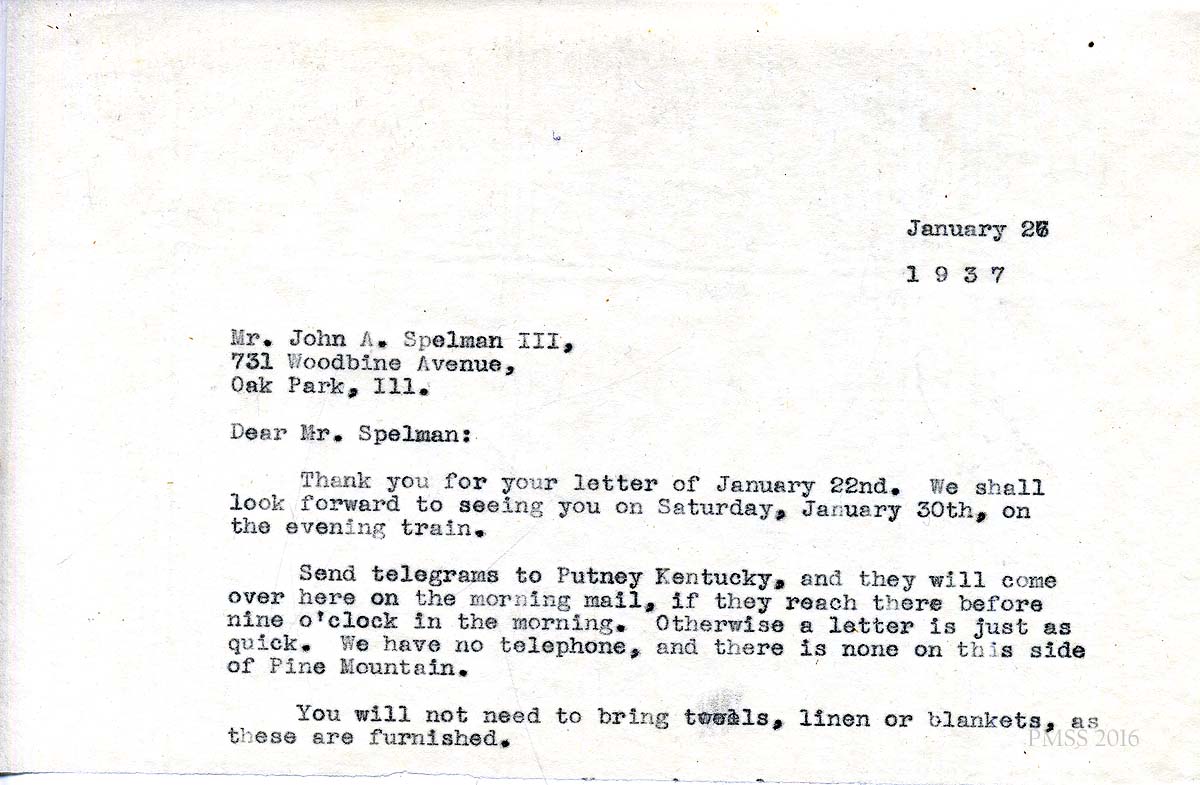 January 26
1 9 3 7
Mr. John A. Spelman III,
731 Woodbine Avenue,
Oak Park, Ill.
Dear Mr. Spelman:
Thank you for your letter of January 22nd. We shall
look forward to seeing you on Saturday, January 30th, on
the evening train.
Send telegrams to Putney Kentucky, and they will come
over here on the morning mail, if they reach there before
nine o'clock in the morning. Otherwise a letter is just as
quick. We have no telephone, and there is none on this side
of Pine Mountain.
You will not need to bring towels, linen or blankets, as
these are furnished.
PMSS 2016